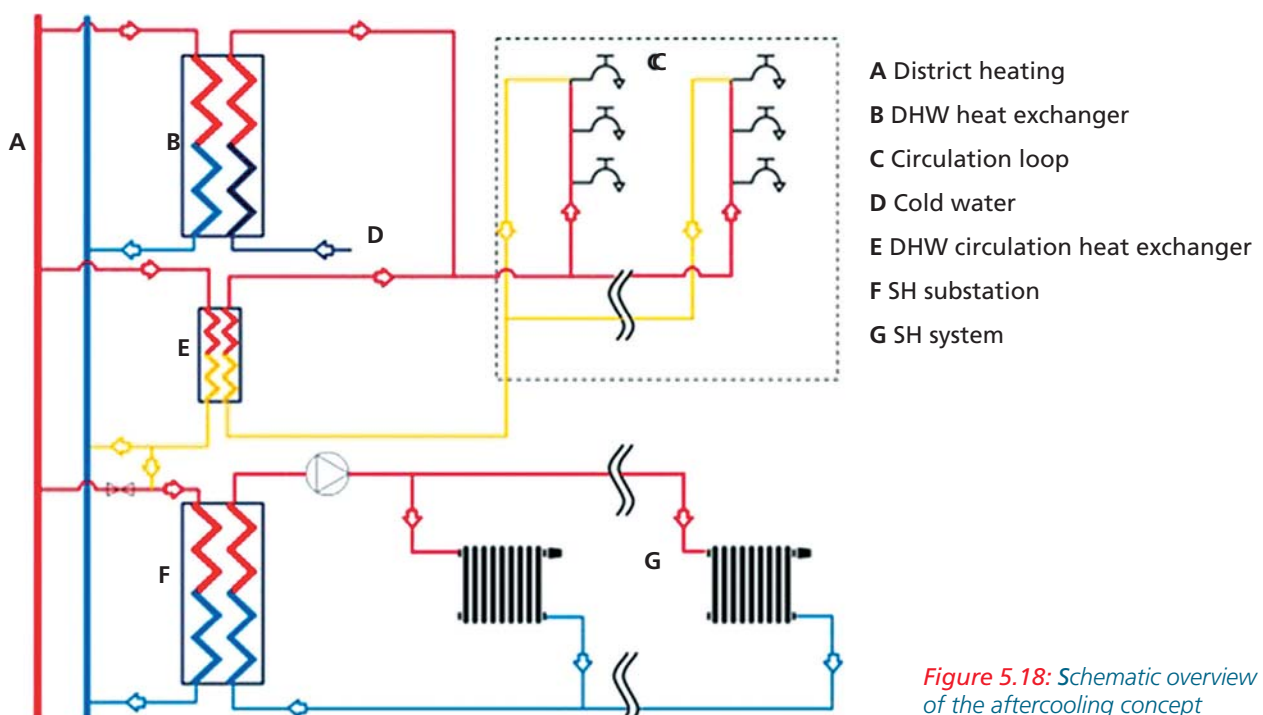 A
B
C
D
E
F
G
A District heating
B DHW heat exchanger
C Circulation loop
D Cold water
E DHW circulation heat exchanger
F SH substation
G SH system
Figure 5.18: Schematic overview
of the aftercooling concept